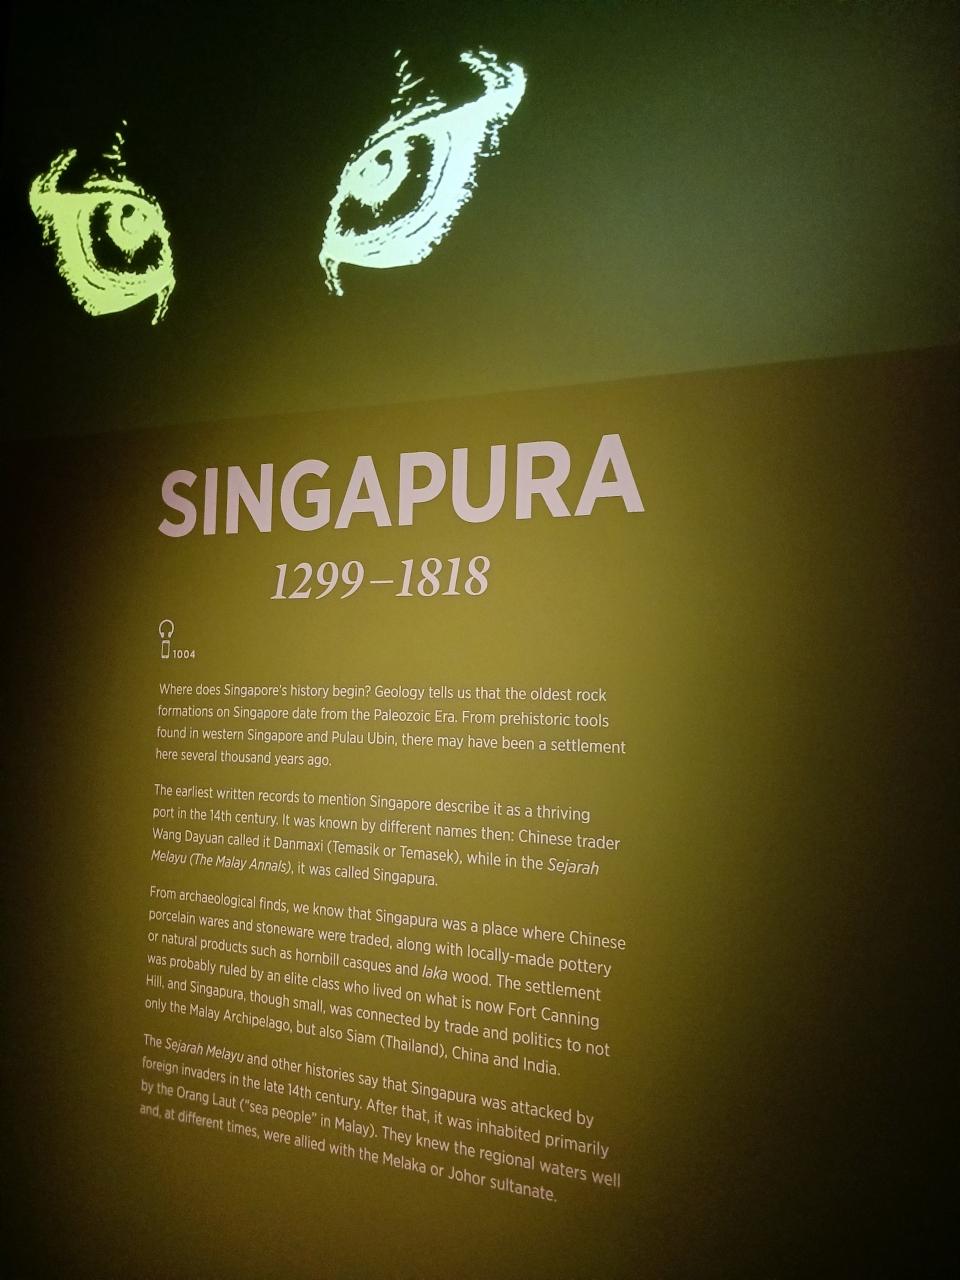 SINGAPURA
1299–1818
1004
Where does Singapore's history begin? Geology tells us that the oldest rock
formations on Singapore date from the Paleozoic Era. From prehistoric tools
found in western Singapore and Pulau Ubin, there may have been a settlement
here several thousand years ago.
The earliest written records to mention Singapore describe it as a thriving
port in the 14th century. It was known by different names then: Chinese trader
Wang Dayuan called it Danmaxi (Temasik or Temasek), while in the Sejarah
Melayu (The Malay Annals), it was called Singapura.
From archaeological finds, we know that Singapura was a place where Chinese
porcelain wares and stoneware were traded, along with locally-made pottery
or natural products such as hornbill casques and laka wood. The settlement
was probably ruled by an elite class who lived on what is now Fort Canning
Hill, and Singapura, though small, was connected by trade and politics to not
only the Malay Archipelago, but also Siam (Thailand), China and India.
The Sejarah Melayu and other histories say that Singapura was attacked by
foreign invaders in the late 14th century. After that, it was inhabited primarily
by the Orang Laut ("sea people" in Malay). They knew the regional waters well
and, at different times, were allied with the Melaka or Johor sultanate.